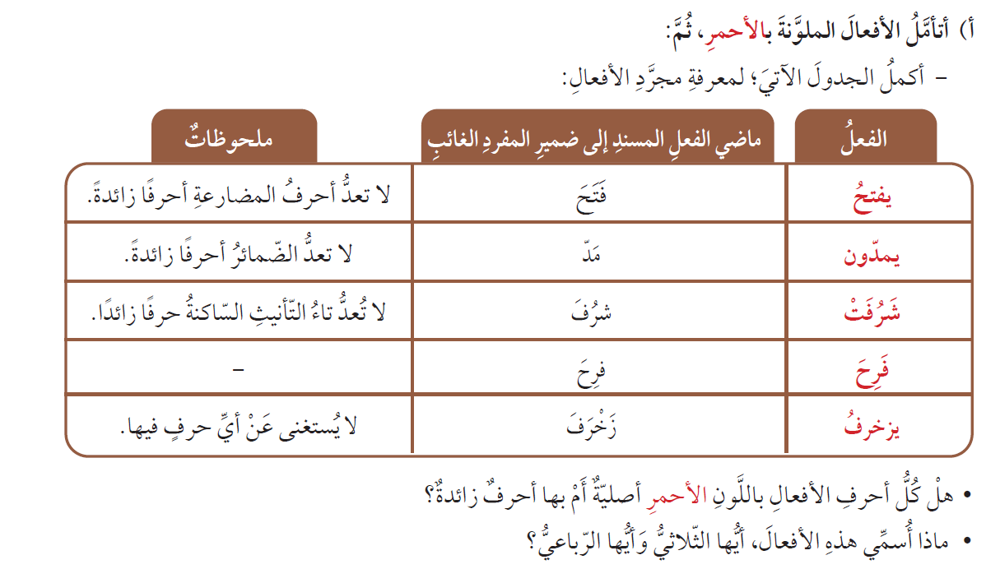 أ) أتأمَّلُ الأفعالَ الملوَّنةَ بالأحمرِ، ثُمَّ:
– أكملُ الجدولَ الآتيَ؛ لمعرفةِ مجرَّدِ الأفعالِ:
الفعلُ ماضي الفعلِ المسندِ إلى ضميرِ المفردِ الغائبِ ملحوظاتٌ
يفتحُ فَتَحَ لا تعدُّ أحرفُ المضارعةِ أحرفًا زائدةً.
يمدّون مَدّ لا تعدُّ الضّمائرُ أحرفًا زائدةً.
شَرُفَتْ شرُفَ لا تُعدُّ تاءُ التّأنيثِ السّاكنةُ حرفًا زائدًا.
فَرِحَ فرِحَ –
يزخرفُ زَخْرَفَ لا يُستغنى عَنْ أيِّ حرفٍ فيها.
• هلْ كُلُّ أحرفِ الأفعالِ باللَّونِ الأحمرِ أصليّةٌ أَمْ بها أحرفٌ زائدةٌ؟
• ماذا أُسمِّي هذهِ الأفعالَ، أيُّها الثّلاثيُّ وَأيُّها الرّباعيُّ؟